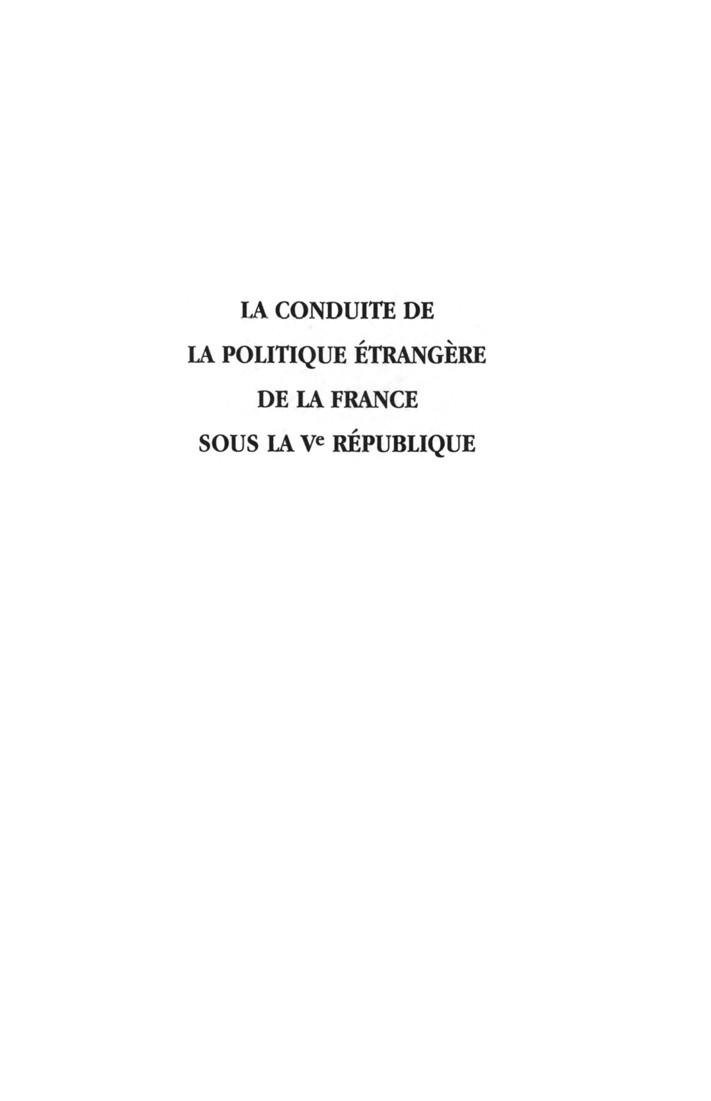 LA CONDUITE DE
LA POLITIQUE ÉTRANGÈRE
DE LA FRANCE
SOUS LA Ve RÉPUBLIQUE